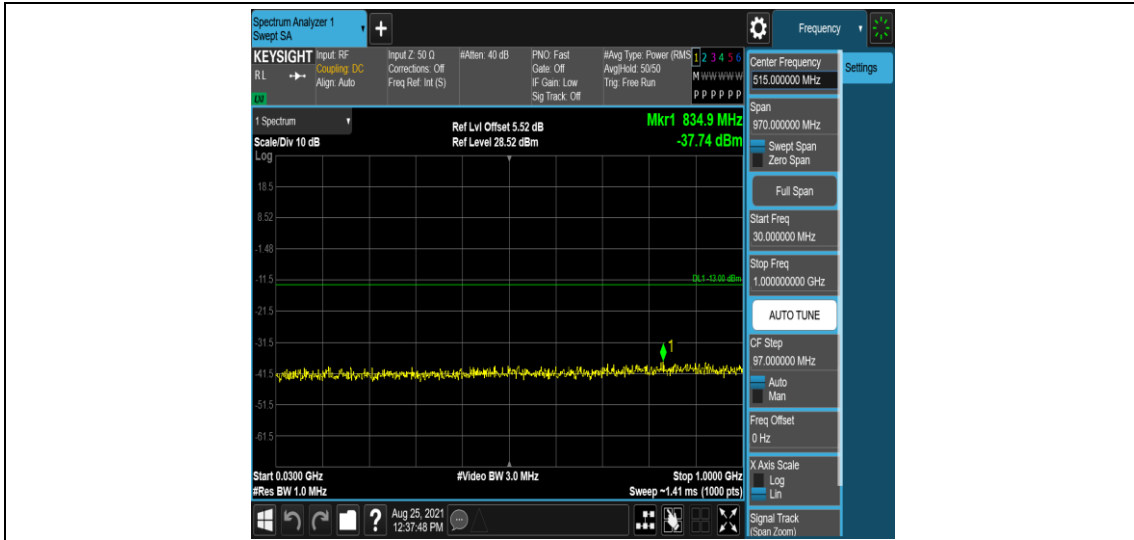 Spectrum Analyzer 1
Swept SA
Frequency
KEYSIGHT
RL
LXI
Input: RF
Coupling: DC
Align: Auto
Input Z: 50 Ω
Corrections: Off
Freq Ref: Int (S)
#Atten: 40 dB
PNO: Fast
Gate: Off
IF Gain: Low
Sig Track: Off
#Avg Type: Power (RMS
Avg|Hold: 50/50
Trig: Free Run
1 2 3 4 5 6
M W W W W W
P P P P P P
1 Spectrum
Scale/Div 10 dB
Ref Lvl Offset 5.52 dB
Ref Level 28.52 dBm
Mkr1 834.9 MHz
-37.74 dBm
Log
18.5
8.52
-1.48
-11.5
-21.5
-31.5
-41.5
-51.5
-61.5
DL1 -13.00 dBm
1
Start 0.0300 GHz
#Res BW 1.0 MHz
#Video BW 3.0 MHz
Stop 1.0000 GHz
Sweep ~1.41 ms (1000 pts)
Aug 25, 2021
12:37:48 PM
Center Frequency
515.000000 MHz
Span
970.000000 MHz
Swept Span
Zero Span
Full Span
Start Freq
30.000000 MHz
Stop Freq
1.000000000 GHz
AUTO TUNE
CF Step
97.000000 MHz
Auto
Man
Freq Offset
0 Hz
X Axis Scale
Log
Lin
Signal Track
(Span Zoom)
Settings